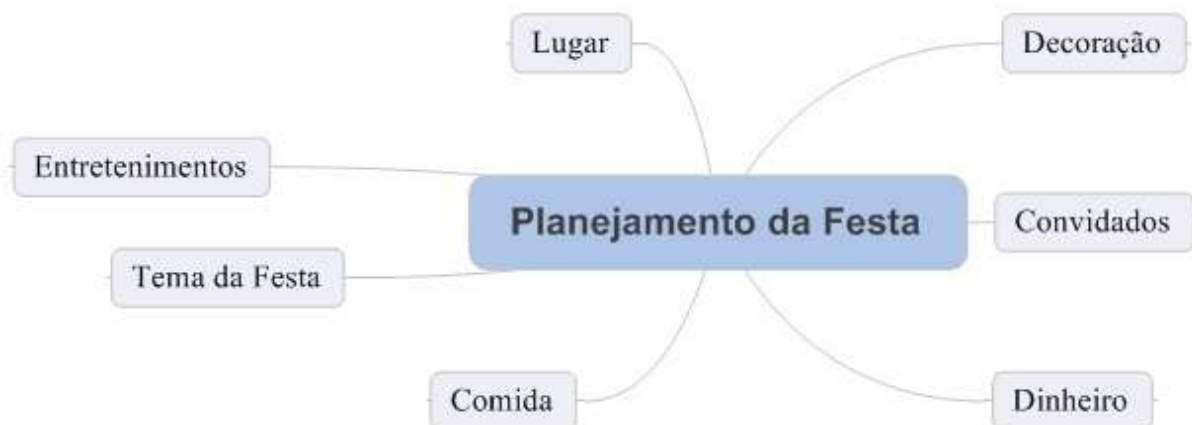 Lugar
Decoração
Entretenimentos
Planejamento da Festa
Convidados
Tema da Festa
Comida
Dinheiro